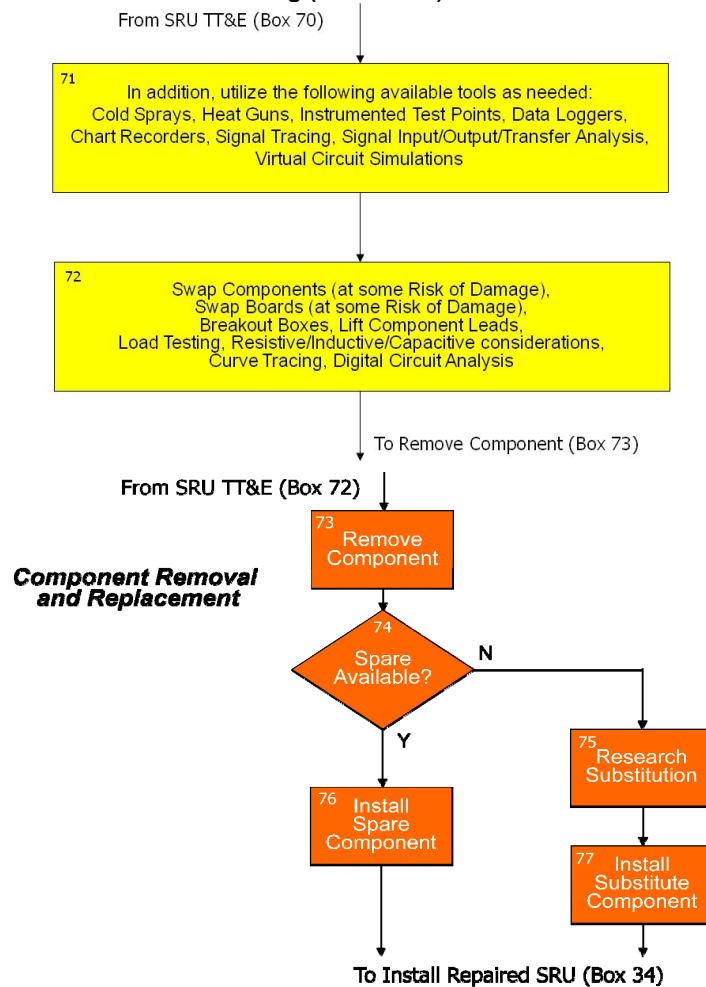 From SRU TT&E (Box 70)
71
In addition, utilize the following available tools as needed:
Cold Sprays, Heat Guns, Instrumented Test Points, Data Loggers,
Chart Recorders, Signal Tracing, Signal Input/Output/Transfer Analysis,
Virtual Circuit Simulations
72
Swap Components (at some Risk of Damage),
Swap Boards (at some Risk of Damage),
Breakout Boxes, Lift Component Leads,
Load Testing, Resistive/Inductive/Capacitive considerations,
Curve Tracing, Digital Circuit Analysis
To Remove Component (Box 73)
From SRU TT&E (Box 72)
73
Remove
Component
Component Removal
and Replacement
74
Spare
Available?
N
Y
75
Research
Substitution
76
Install
Spare
Component
77
Install
Substitute
Component
To Install Repaired SRU (Box 34)